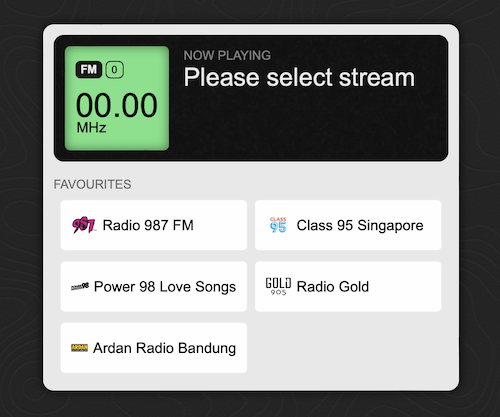 NOW PLAYING
Please select stream
FM 0
00.00
MHz
FAVOURITES
987 Radio 987 FM
CLASS 95 Class 95 Singapore
Power 98 Love Songs
GOLD 905 Radio Gold
ARDAN Ardan Radio Bandung